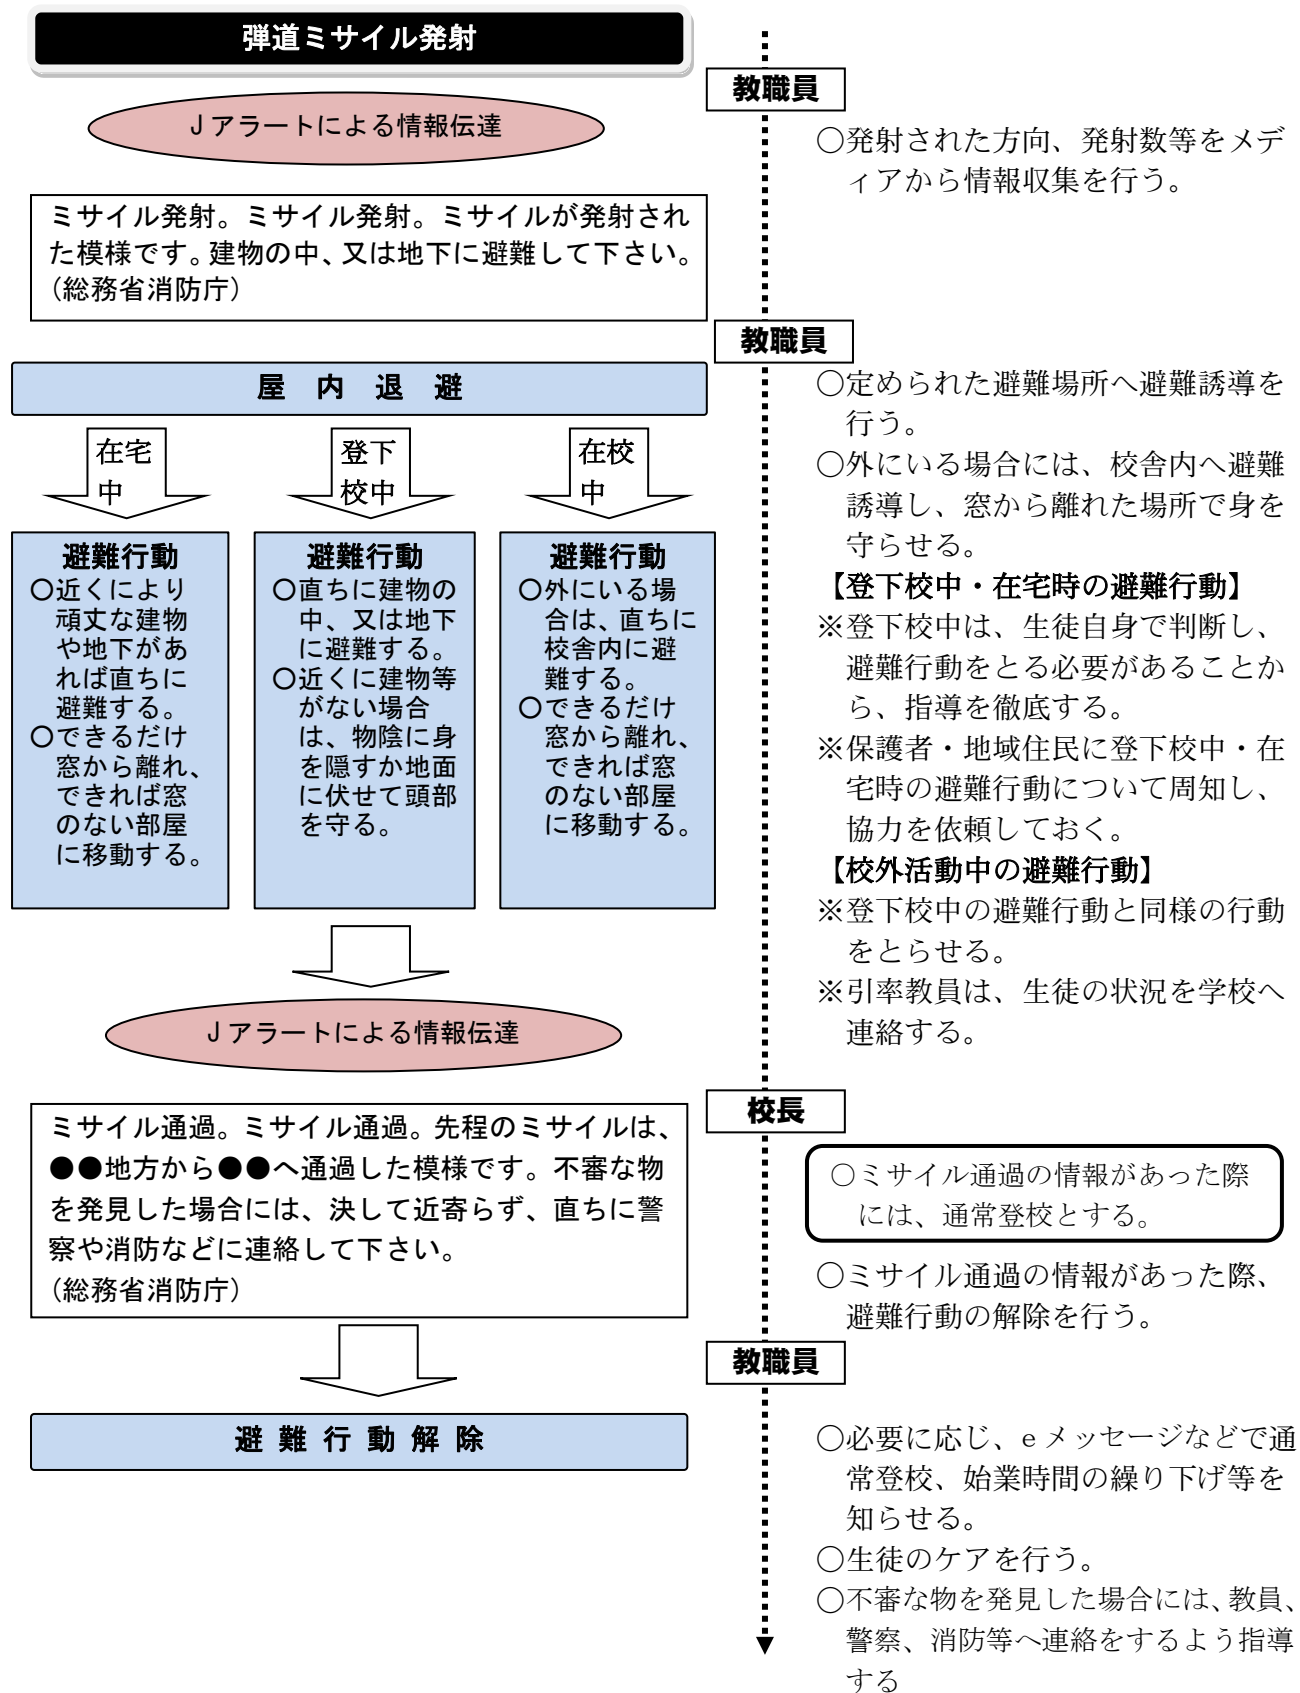 弾道ミサイル発射
Jアラートによる情報伝達
ミサイル発射。ミサイル発射。ミサイルが発射され
た模様です。建物の中、又は地下に避難して下さい。
(総務省消防庁)
屋 内 退 避
在宅
中
登下
校中
在校
中
避難行動
○近くにより
頑丈な建物
や地下があ
れば直ちに
避難する。
○できるだけ
窓から離れ、
できれば窓
のない部屋
に移動する。
避難行動
○直ちに建物の
中、又は地下
に避難する。
○近くに建物等
がない場合
は、物陰に身
を隠すか地面
に伏せて頭部
を守る。
避難行動
○外にいる場
合は、直ちに
校舎内に避
難する。
○できるだけ
窓から離れ、
できれば窓
のない部屋
に移動する。
Jアラートによる情報伝達
ミサイル通過。ミサイル通過。先程のミサイルは、
●●地方から●●へ通過した模様です。不審な物
を発見した場合には、決して近寄らず、直ちに警
察や消防などに連絡して下さい。
(総務省消防庁)
避 難 行 動 解 除
教職員
○発射された方向、発射数等をメデ
ィアから情報収集を行う。
教職員
○定められた避難場所へ避難誘導を
行う。
○外にいる場合には、校舎内へ避難
誘導し、窓から離れた場所で身を
守らせる。
【登下校中・在宅時の避難行動】
※登下校中は、生徒自身で判断し、
避難行動をとる必要があることか
ら、指導を徹底する。
※保護者・地域住民に登下校中・在
宅時の避難行動について周知し、
協力を依頼しておく。
【校外活動中の避難行動】
※登下校中の避難行動と同様の行動
をとらせる。
※引率教員は、生徒の状況を学校へ
連絡する。
校長
○ミサイル通過の情報があった際
には、通常登校とする。
○ミサイル通過の情報があった際、
避難行動の解除を行う。
教職員
○必要に応じ、eメッセージなどで通
常登校、始業時間の繰り下げ等を
知らせる。
○生徒のケアを行う。
○不審な物を発見した場合には、教員、
警察、消防等へ連絡をするよう指導
する